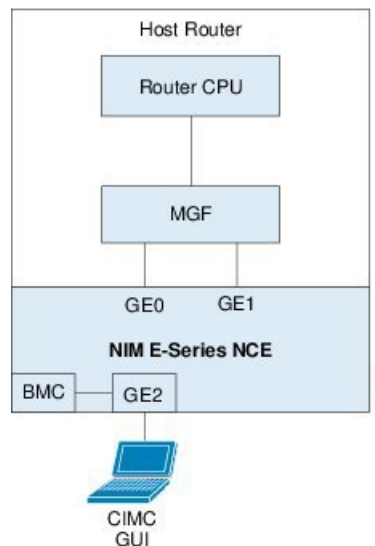 Host Router
Router CPU
MGF
GE0 GE1
NIM E-Series NCE
BMC GE2
CIMC
GUI